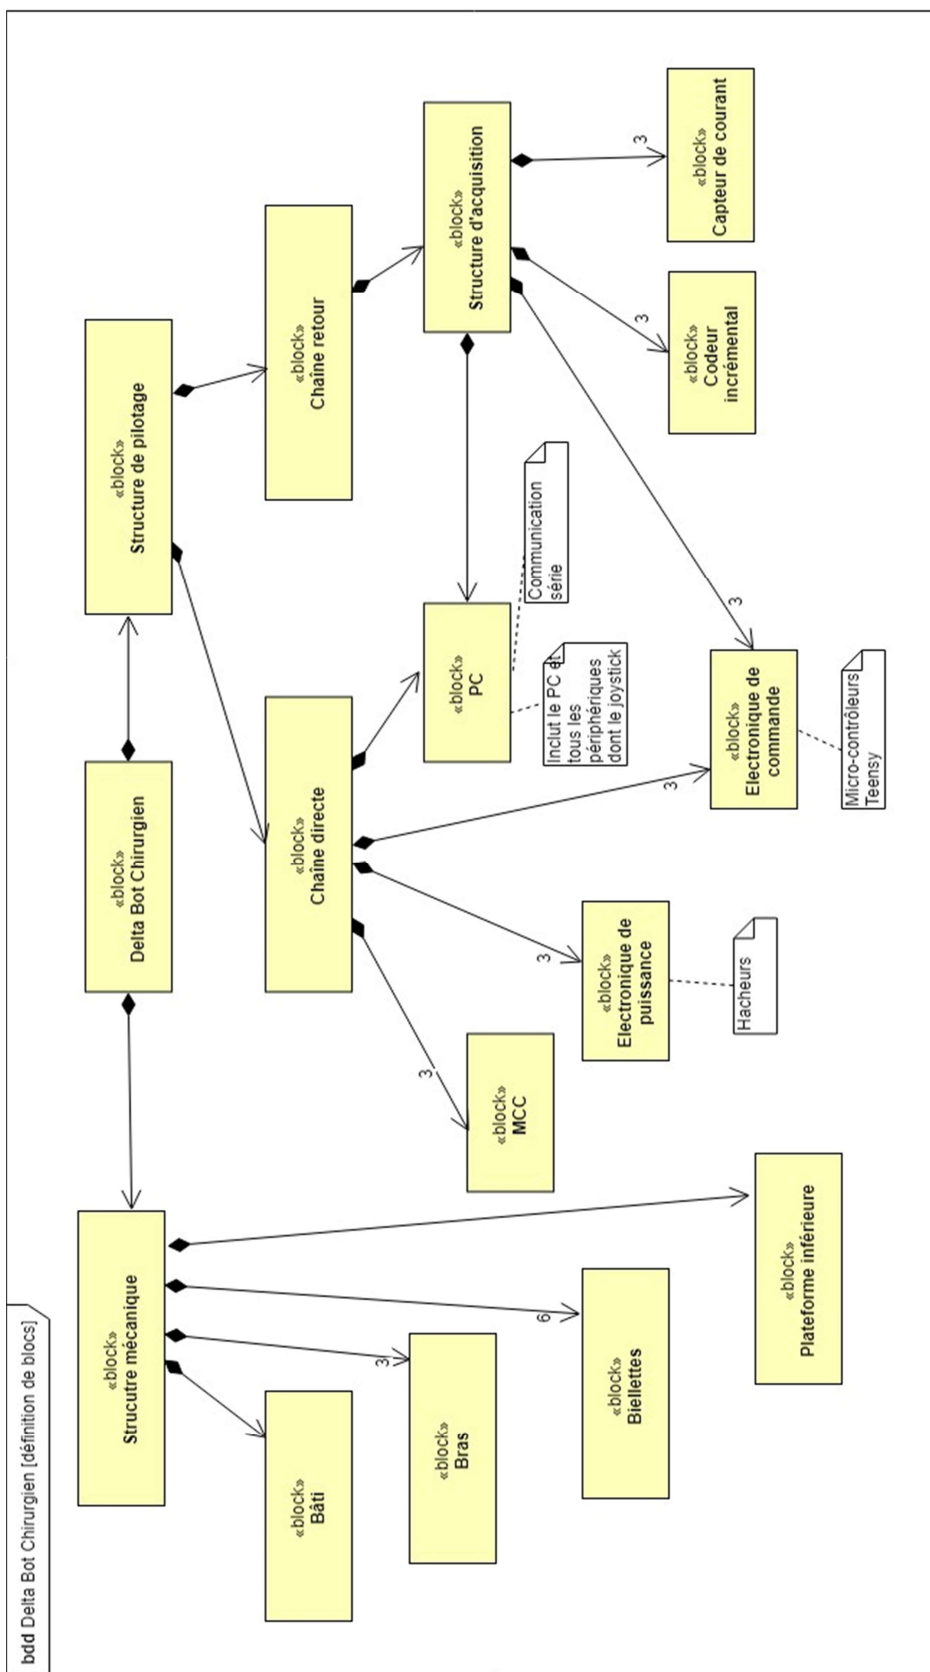 bdd Delta Bot Chirurgien [définition de blocs]
«block»
Delta Bot Chirurgien
«block»
Strucutre mécanique
«block»
Structure de pilotage
«block»
Bâti
3
«block»
Bras
6
«block»
Biellettes
«block»
Plateforme inférieure
«block»
Chaîne directe
«block»
Chaîne retour
3
«block»
MCC
3
«block»
Electronique de
puissance
Hacheurs
3
3
«block»
Electronique de
commande
Micro-contrôleurs
Teensy
«block»
PC
Inclut le PC et
tous les
périphériques
dont le joystick
Communication
série
«block»
Structure d'acquisition
3
«block»
Codeur
incrémental
3
«block»
Capteur de courant